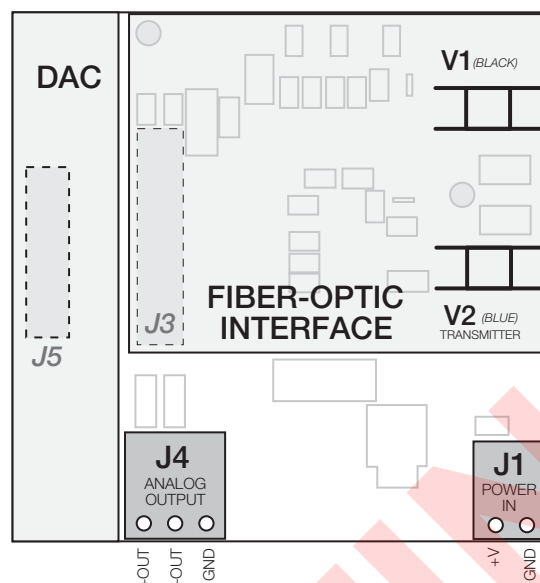 DAC
V1 (BLACK)
J5
J3
FIBER-OPTIC
INTERFACE
V2 (BLUE)
TRANSMITTER
J4
ANALOG
OUTPUT
J1
POWER
IN
-OUT
-OUT
GND
+V
GND